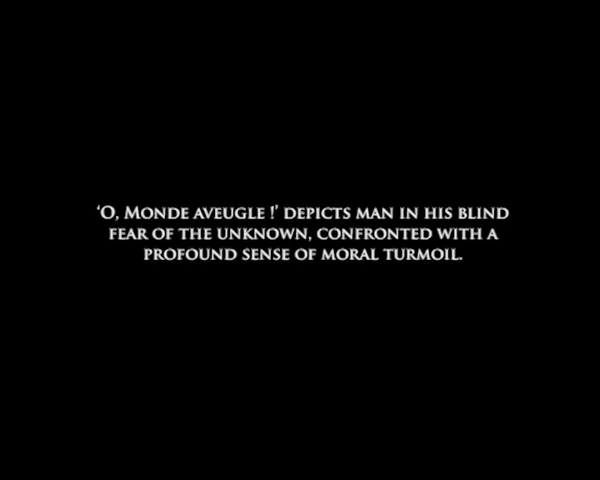 ‘O, Monde aveugle !’ depicts man in his blind
fear of the unknown, confronted with a
profound sense of moral turmoil.